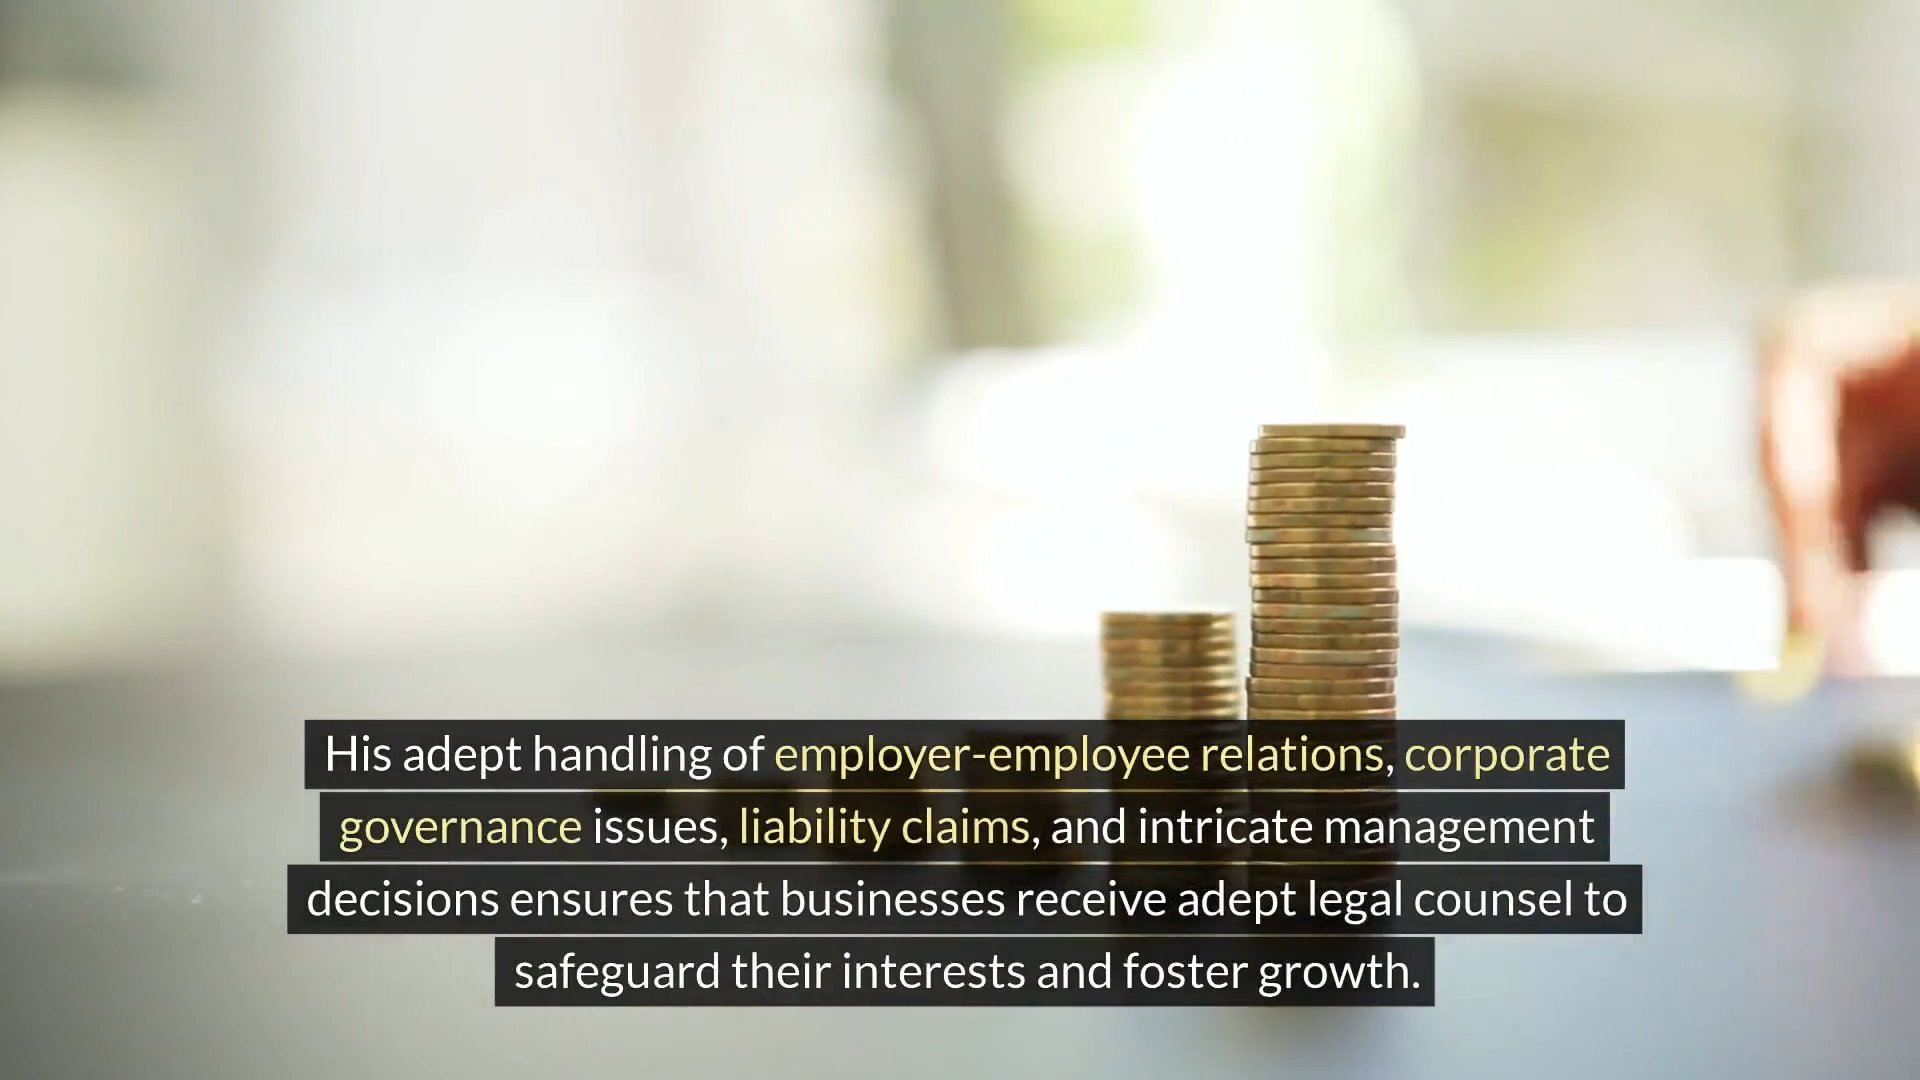 His adept handling of employer-employee relations, corporate
governance issues, liability claims, and intricate management
decisions ensures that businesses receive adept legal counsel to
safeguard their interests and foster growth.